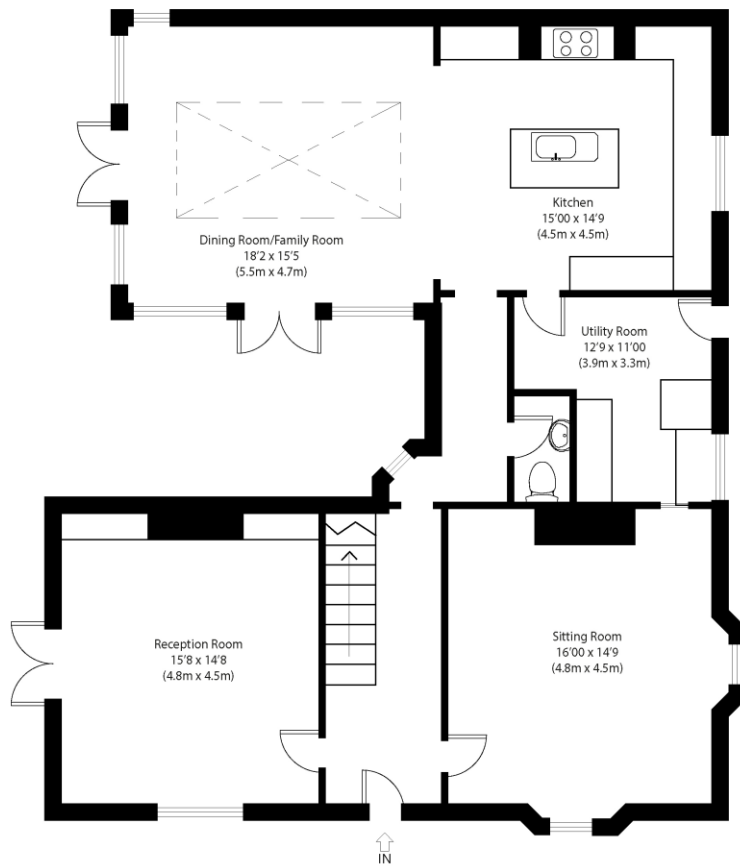 Dining Room/Family Room
18'2 x 15'5
(5.5m x 4.7m)
Kitchen
15'00 x 14'9
(4.5m x 4.5m)
Utility Room
12'9 x 11'00
(3.9m x 3.3m)
Reception Room
15'8 x 14'8
(4.8m x 4.5m)
Sitting Room
16'00 x 14'9
(4.8m x 4.5m)
IN